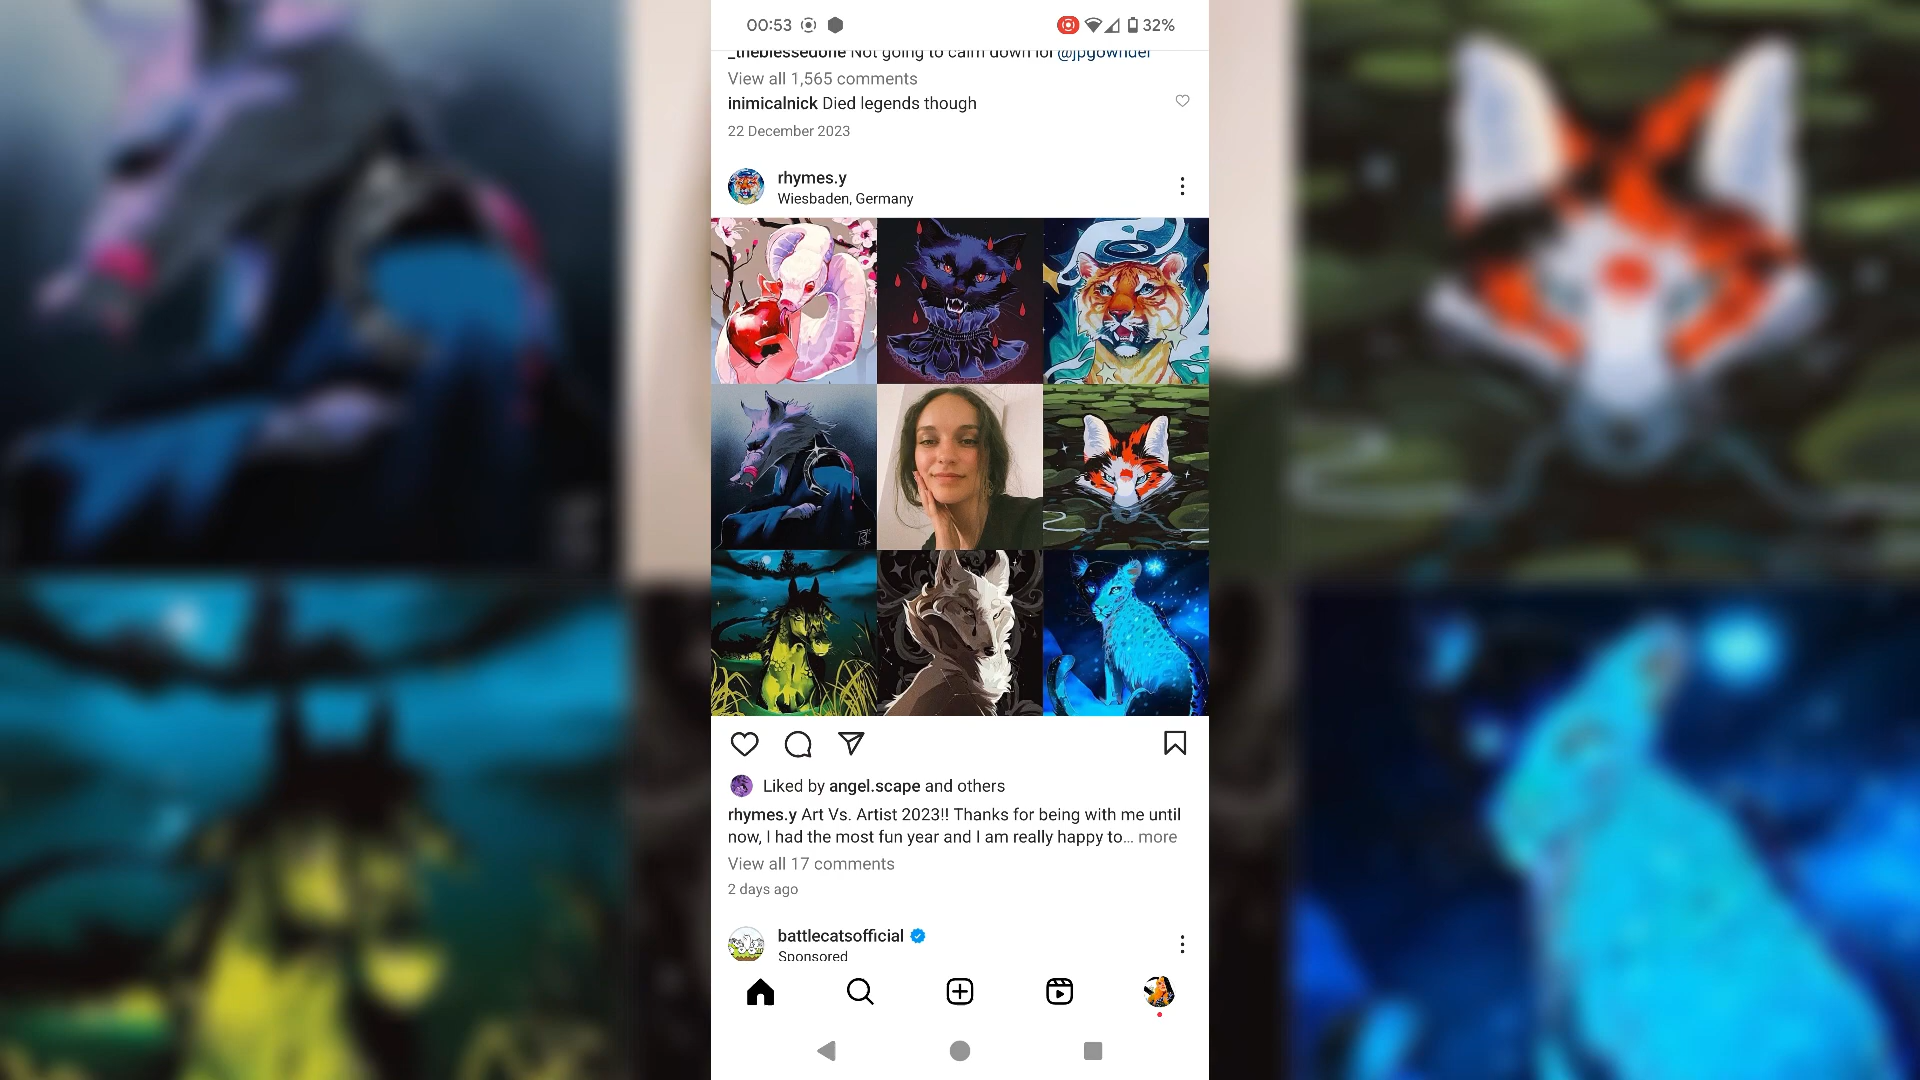 00:53
32%
_theblessedone Not going to calm down lol @jpgownder
View all 1,565 comments
inimicalnick Died legends though
22 December 2023
rhymes.y
Wiesbaden, Germany
Liked by angel.scape and others
rhymes.y Art Vs. Artist 2023!! Thanks for being with me until
now, I had the most fun year and I am really happy to... more
View all 17 comments
2 days ago
battlecatsofficial
Sponsored